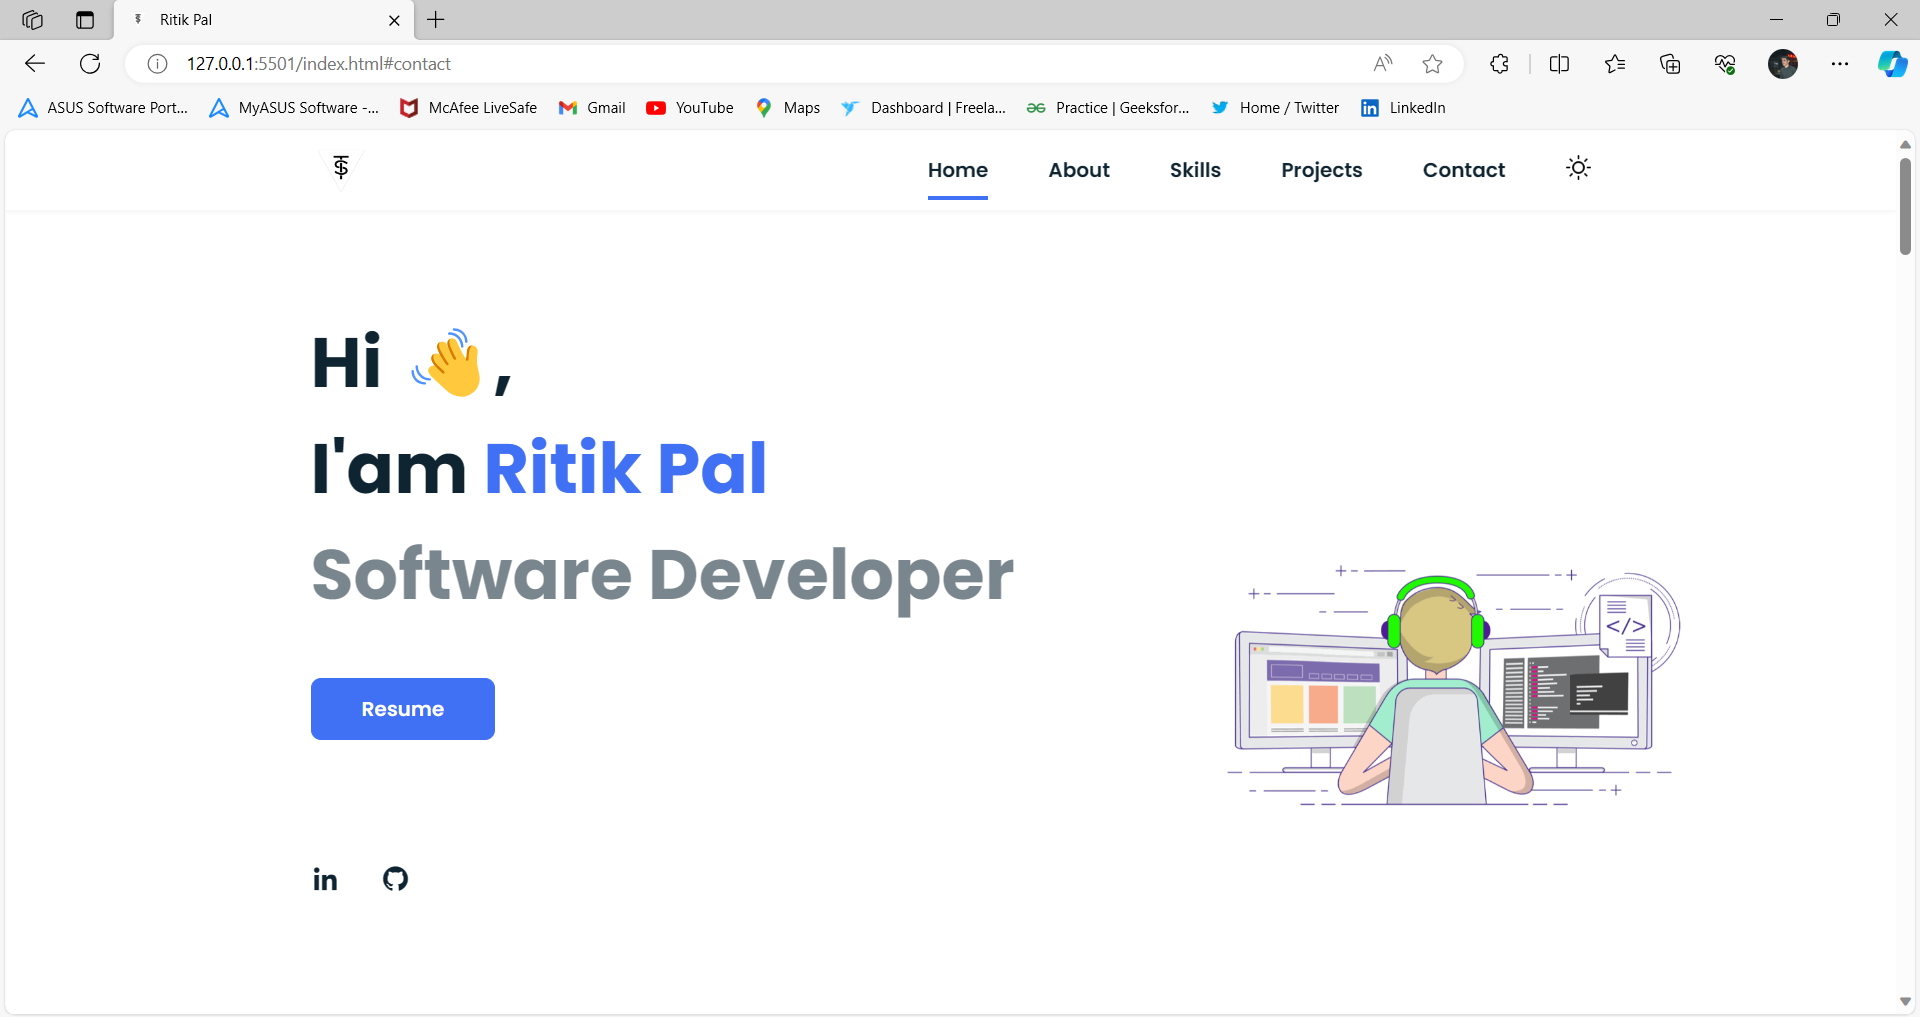 Ritik Pal
127.0.0.1:5501/index.html#contact
ASUS Software Port... MyASUS Software -... McAfee LiveSafe Gmail YouTube Maps Dashboard | Freela... Practice | Geeksfor... Home / Twitter LinkedIn
Home About Skills Projects Contact
Hi 👋,
I'am Ritik Pal
Software Developer
</>
Resume
in